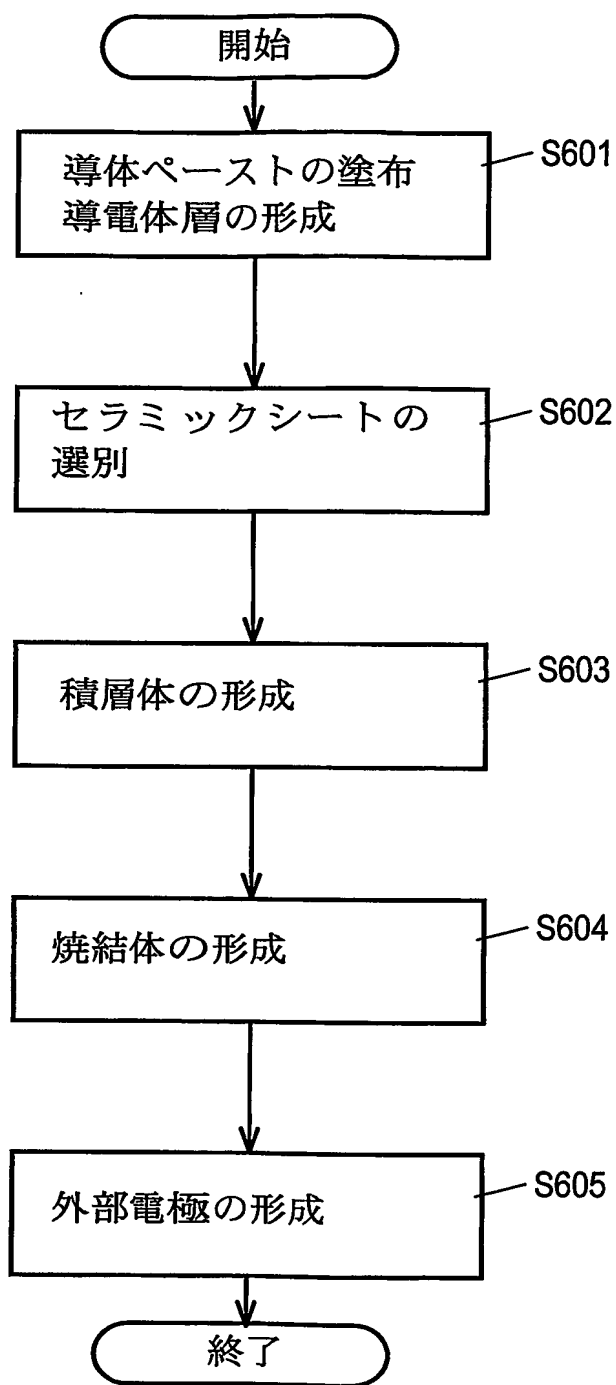 開始
導体ペーストの塗布
導電体層の形成
S601
セラミックシートの
選別
S602
積層体の形成
S603
焼結体の形成
S604
外部電極の形成
S605
終了